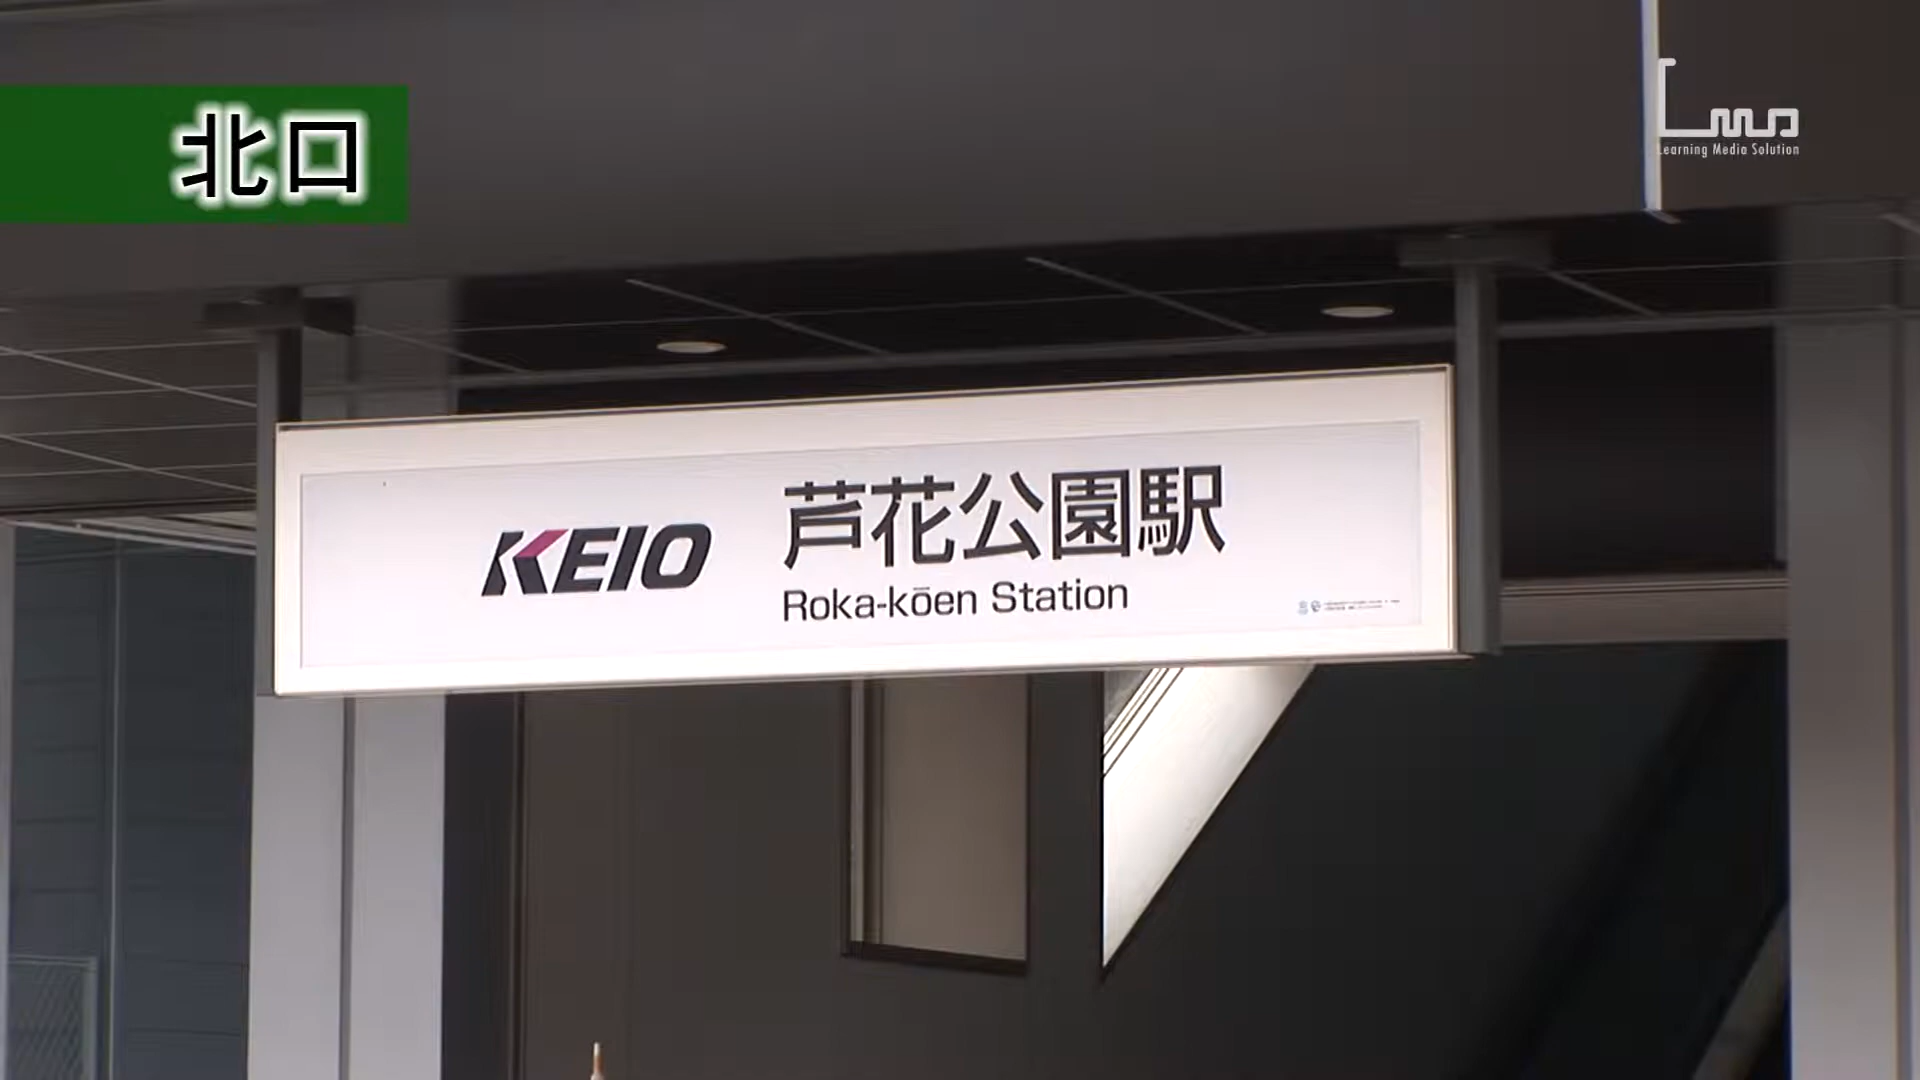 北口
Learning Media Solution
KEIO
芦花公園駅
Roka-kōen Station